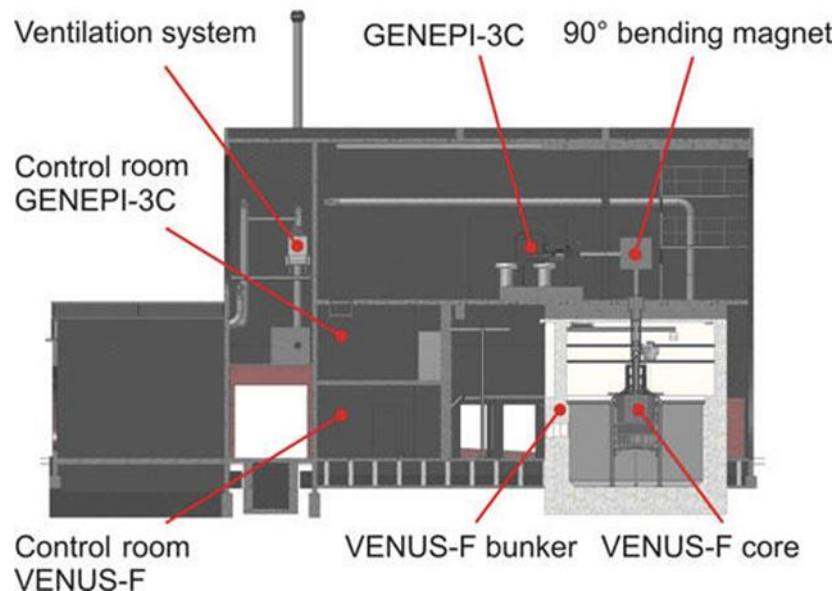 Ventilation system
GENEPI-3C
90° bending magnet
Control room
GENEPI-3C
Control room
VENUS-F
VENUS-F bunker
VENUS-F core